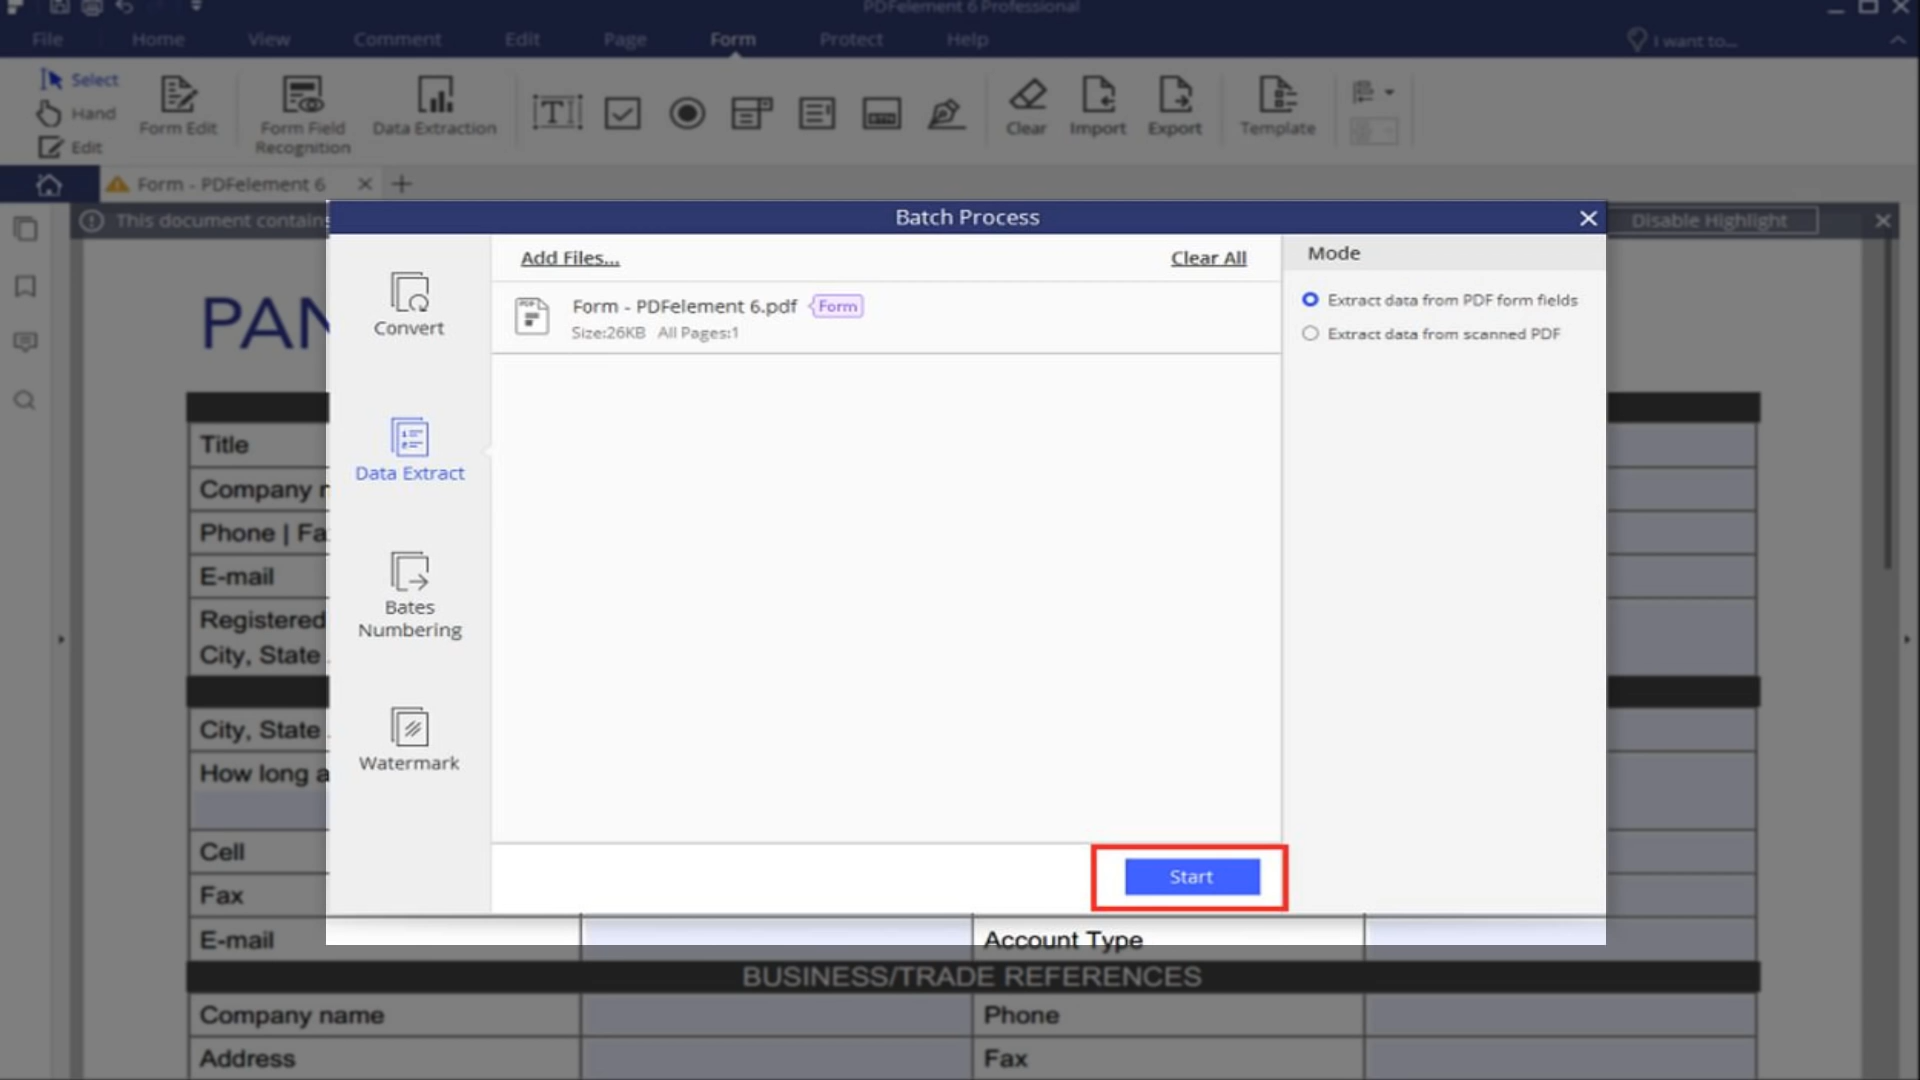 PDFelement 6 Professional
File Home View Comment Edit Page Form Protect Help I want to...
Select
Hand
Edit
Form Edit
Form Field
Recognition
Data Extraction
Clear Import Export Template
Form - PDFelement 6
This document contains
Disable Highlight
Batch Process
Add Files...
Clear All
Mode
Form - PDFelement 6.pdf Form
Size:26KB All Pages:1
Extract data from PDF form fields
Extract data from scanned PDF
Convert
Data Extract
Bates
Numbering
Watermark
Start
PAN
Title
Company n
Phone | Fa
E-mail
Registered
City, State
City, State
How long a
Cell
Fax
E-mail
Account Type
BUSINESS/TRADE REFERENCES
Company name
Phone
Address
Fax